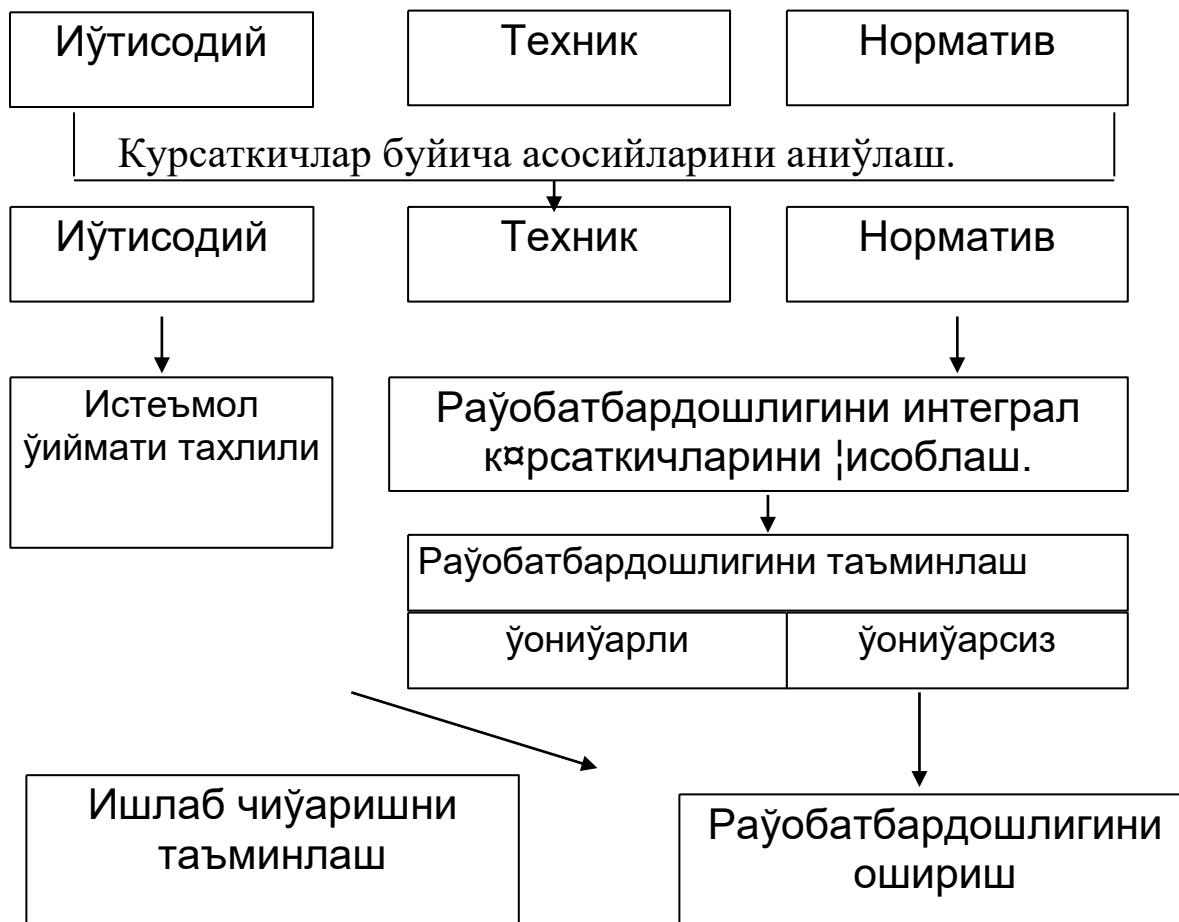 Иўтисодий
Техник
Норматив
Курсаткичлар буйича асосийларини аниўлаш.
Иўтисодий
Техник
Норматив
Истеъмол
ўиймати тахлили
Раўобатбардошлигини интеграл
к¤рсаткичларини ¦исоблаш.
Раўобатбардошлигини таъминлаш
ўониўарли
ўониўарсиз
Ишлаб чиўаришни
таъминлаш
Раўобатбардошлигини
ошириш